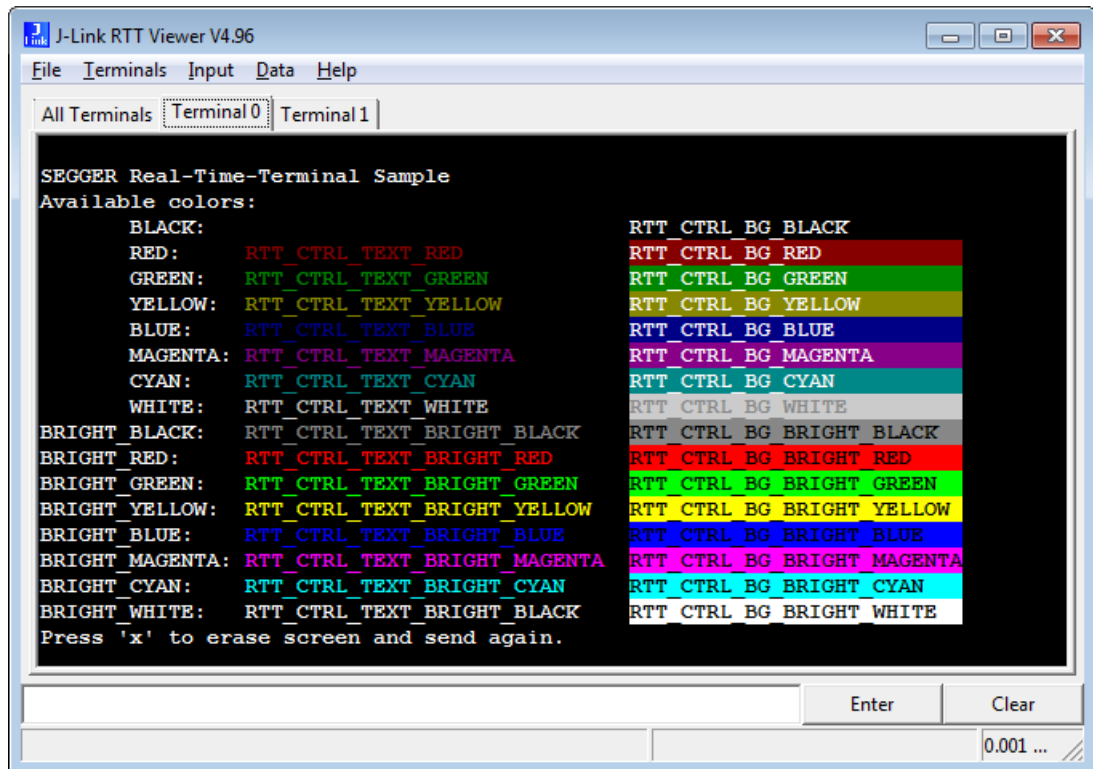 J-Link RTT Viewer V4.96
File Terminals Input Data Help
All Terminals Terminal 0 Terminal 1
SEGGER Real-Time-Terminal Sample
Available colors:
BLACK: RTT_CTRL_BG_BLACK
RED: RTT_CTRL_TEXT_RED RTT_CTRL_BG_RED
GREEN: RTT_CTRL_TEXT_GREEN RTT_CTRL_BG_GREEN
YELLOW: RTT_CTRL_TEXT_YELLOW RTT_CTRL_BG_YELLOW
BLUE: RTT_CTRL_TEXT_BLUE RTT_CTRL_BG_BLUE
MAGENTA: RTT_CTRL_TEXT_MAGENTA RTT_CTRL_BG_MAGENTA
CYAN: RTT_CTRL_TEXT_CYAN RTT_CTRL_BG_CYAN
WHITE: RTT_CTRL_TEXT_WHITE RTT_CTRL_BG_WHITE
BRIGHT_BLACK: RTT_CTRL_TEXT_BRIGHT_BLACK RTT_CTRL_BG_BRIGHT_BLACK
BRIGHT_RED: RTT_CTRL_TEXT_BRIGHT_RED RTT_CTRL_BG_BRIGHT_RED
BRIGHT_GREEN: RTT_CTRL_TEXT_BRIGHT_GREEN RTT_CTRL_BG_BRIGHT_GREEN
BRIGHT_YELLOW: RTT_CTRL_TEXT_BRIGHT_YELLOW RTT_CTRL_BG_BRIGHT_YELLOW
BRIGHT_BLUE: RTT_CTRL_TEXT_BRIGHT_BLUE RTT_CTRL_BG_BRIGHT_BLUE
BRIGHT_MAGENTA: RTT_CTRL_TEXT_BRIGHT_MAGENTA RTT_CTRL_BG_BRIGHT_MAGENTA
BRIGHT_CYAN: RTT_CTRL_TEXT_BRIGHT_CYAN RTT_CTRL_BG_BRIGHT_CYAN
BRIGHT_WHITE: RTT_CTRL_TEXT_BRIGHT_BLACK RTT_CTRL_BG_BRIGHT_WHITE
Press 'x' to erase screen and send again.
Enter Clear
0.001 ...